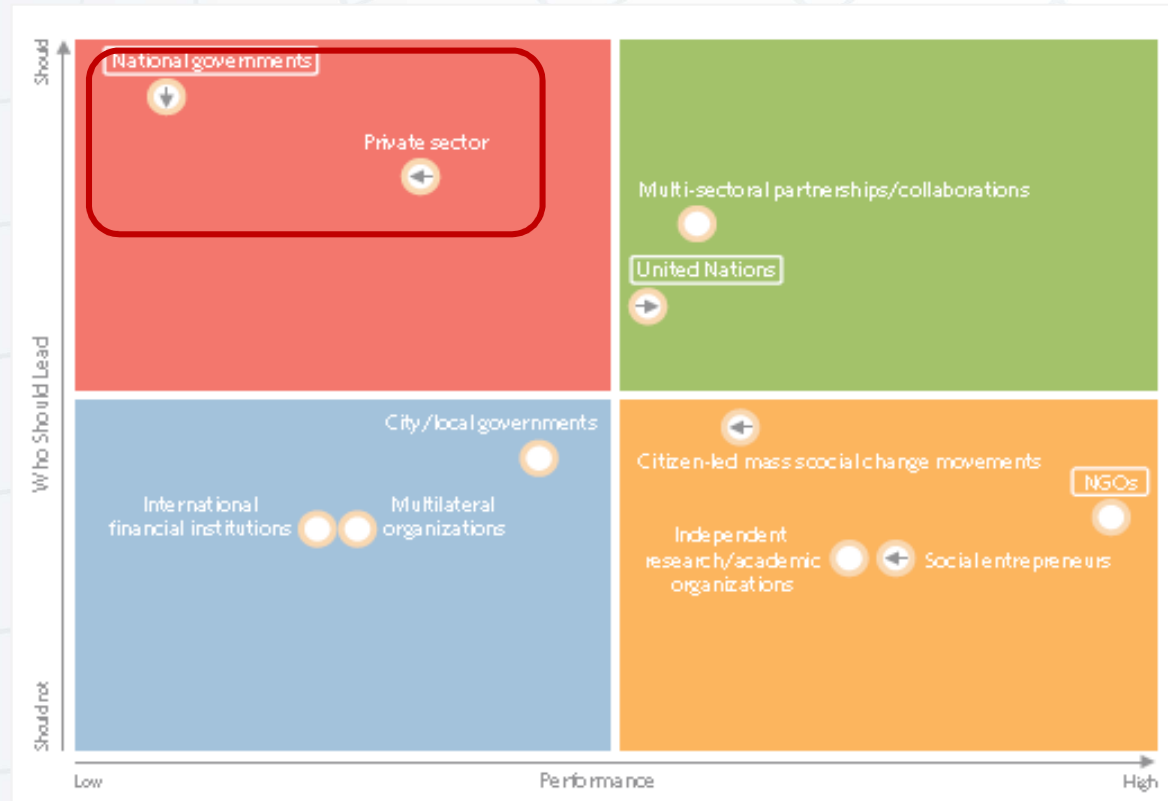 Should
National governments
Private sector
Multi-sectoral partnerships/collaborations
United Nations
Who Should Lead
City/local governments
Citizen-led mass scocial change movements
NGOs
International
financial institutions
Multilateral
organizations
Independent
research/academic
organizations
Social entrepreneurs
Should not
Low
Performance
High